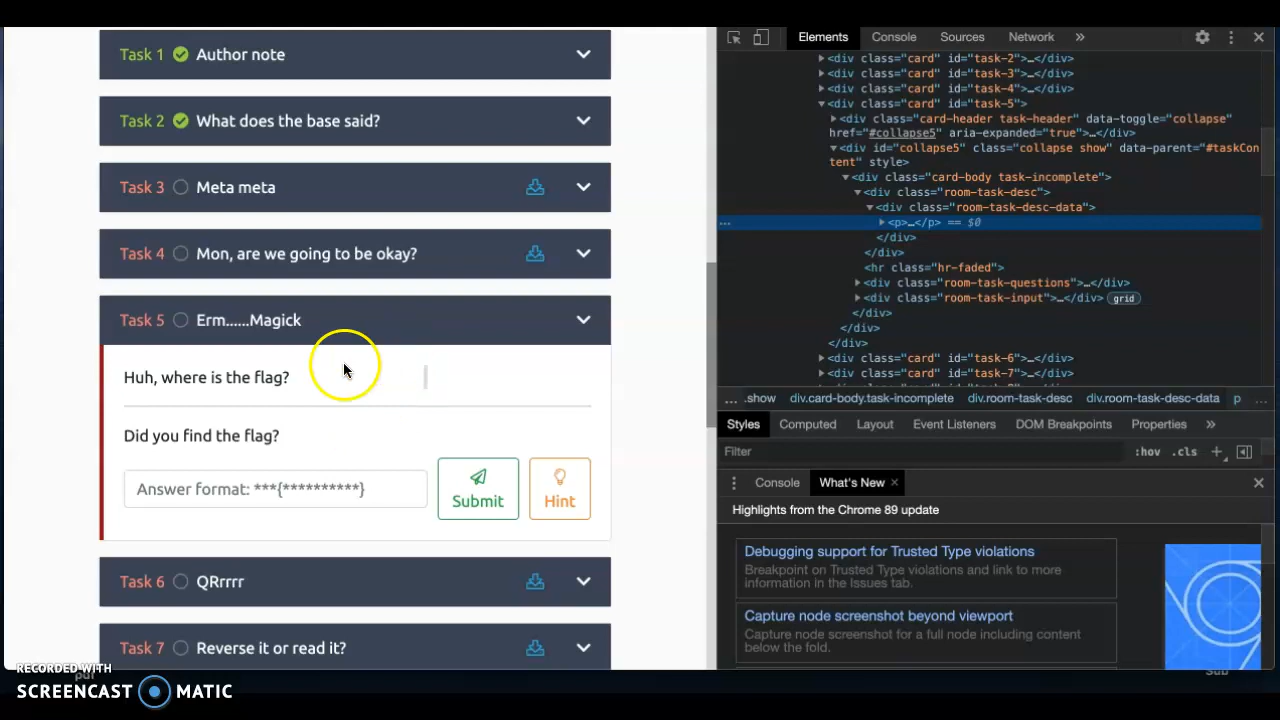 Task 1 Author note
Task 2 What does the base said?
Task 3 Meta meta
Task 4 Mon, are we going to be okay?
Task 5 Erm......Magick
Huh, where is the flag?
Did you find the flag?
Answer format: ***{**********}
Submit
Hint
Task 6 QRrrrr
Task 7 Reverse it or read it?
Elements Console Sources Network »
▶<div class="card" id="task-2">…</div>
▶<div class="card" id="task-3">…</div>
▶<div class="card" id="task-4">…</div>
▼<div class="card" id="task-5">
▶<div class="card-header task-header" data-toggle="collapse"
href="#collapse5" aria-expanded="true">…</div>
▼<div id="collapse5" class="collapse show" data-parent="#taskCon
tent" style>
▼<div class="card-body task-incomplete">
▼<div class="room-task-desc">
▼<div class="room-task-desc-data">
… ▶<p>…</p> == $0
</div>
</div>
<hr class="hr-faded">
▶<div class="room-task-questions">…</div>
▶<div class="room-task-input">…</div> grid
</div>
</div>
</div>
▶<div class="card" id="task-6">…</div>
▶<div class="card" id="task-7">…</div>
… .show div.card-body.task-incomplete div.room-task-desc div.room-task-desc-data p …
Styles Computed Layout Event Listeners DOM Breakpoints Properties »
Filter :hov .cls +
Console What's New ×
Highlights from the Chrome 89 update
Debugging support for Trusted Type violations
Breakpoint on Trusted Type violations and link to more
information in the Issues tab.
Capture node screenshot beyond viewport
Capture node screenshot for a full node including content
below the fold.
RECORDED WITH
SCREENCAST MATIC